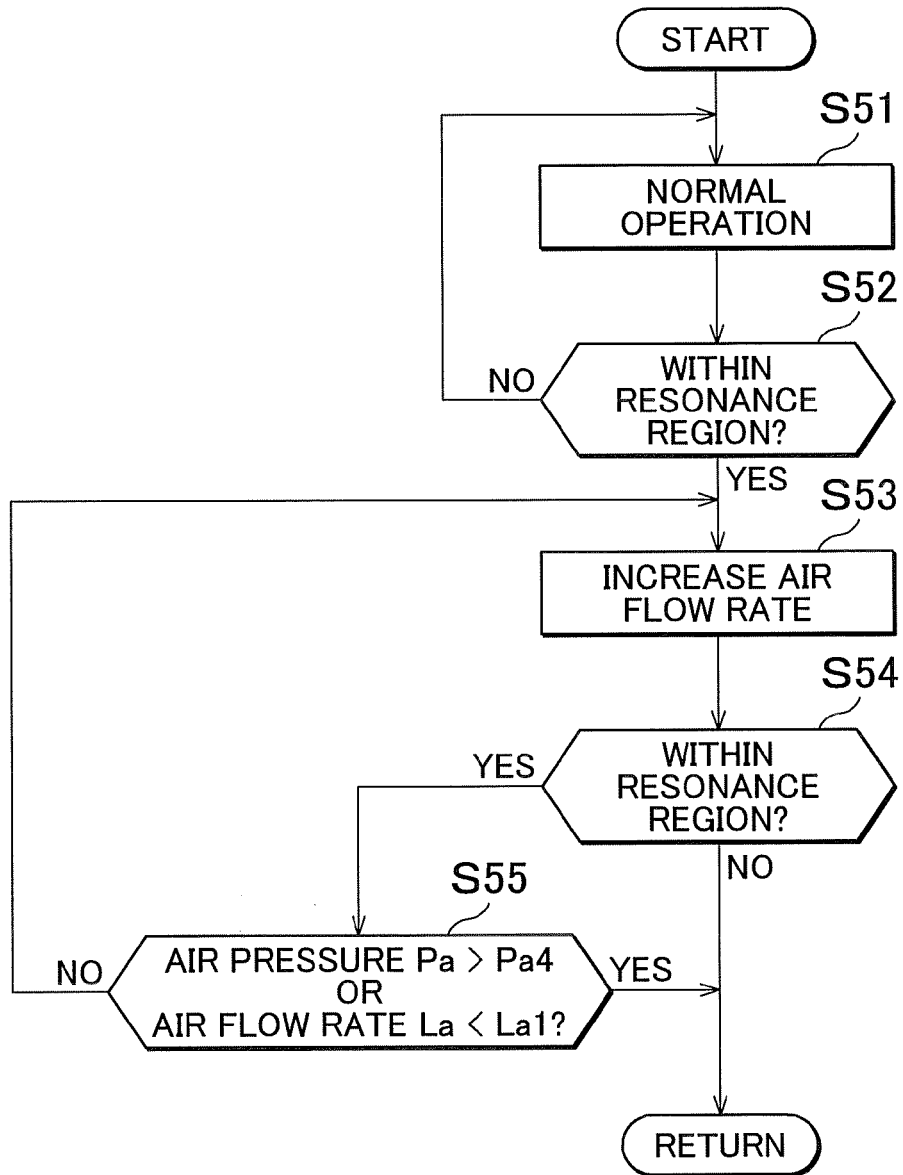 START
S51
NORMAL
OPERATION
S52
WITHIN
RESONANCE
REGION?
NO
YES
S53
INCREASE AIR
FLOW RATE
S54
WITHIN
RESONANCE
REGION?
YES
NO
S55
AIR PRESSURE Pa > Pa4
OR
AIR FLOW RATE La < La1?
NO
YES
RETURN